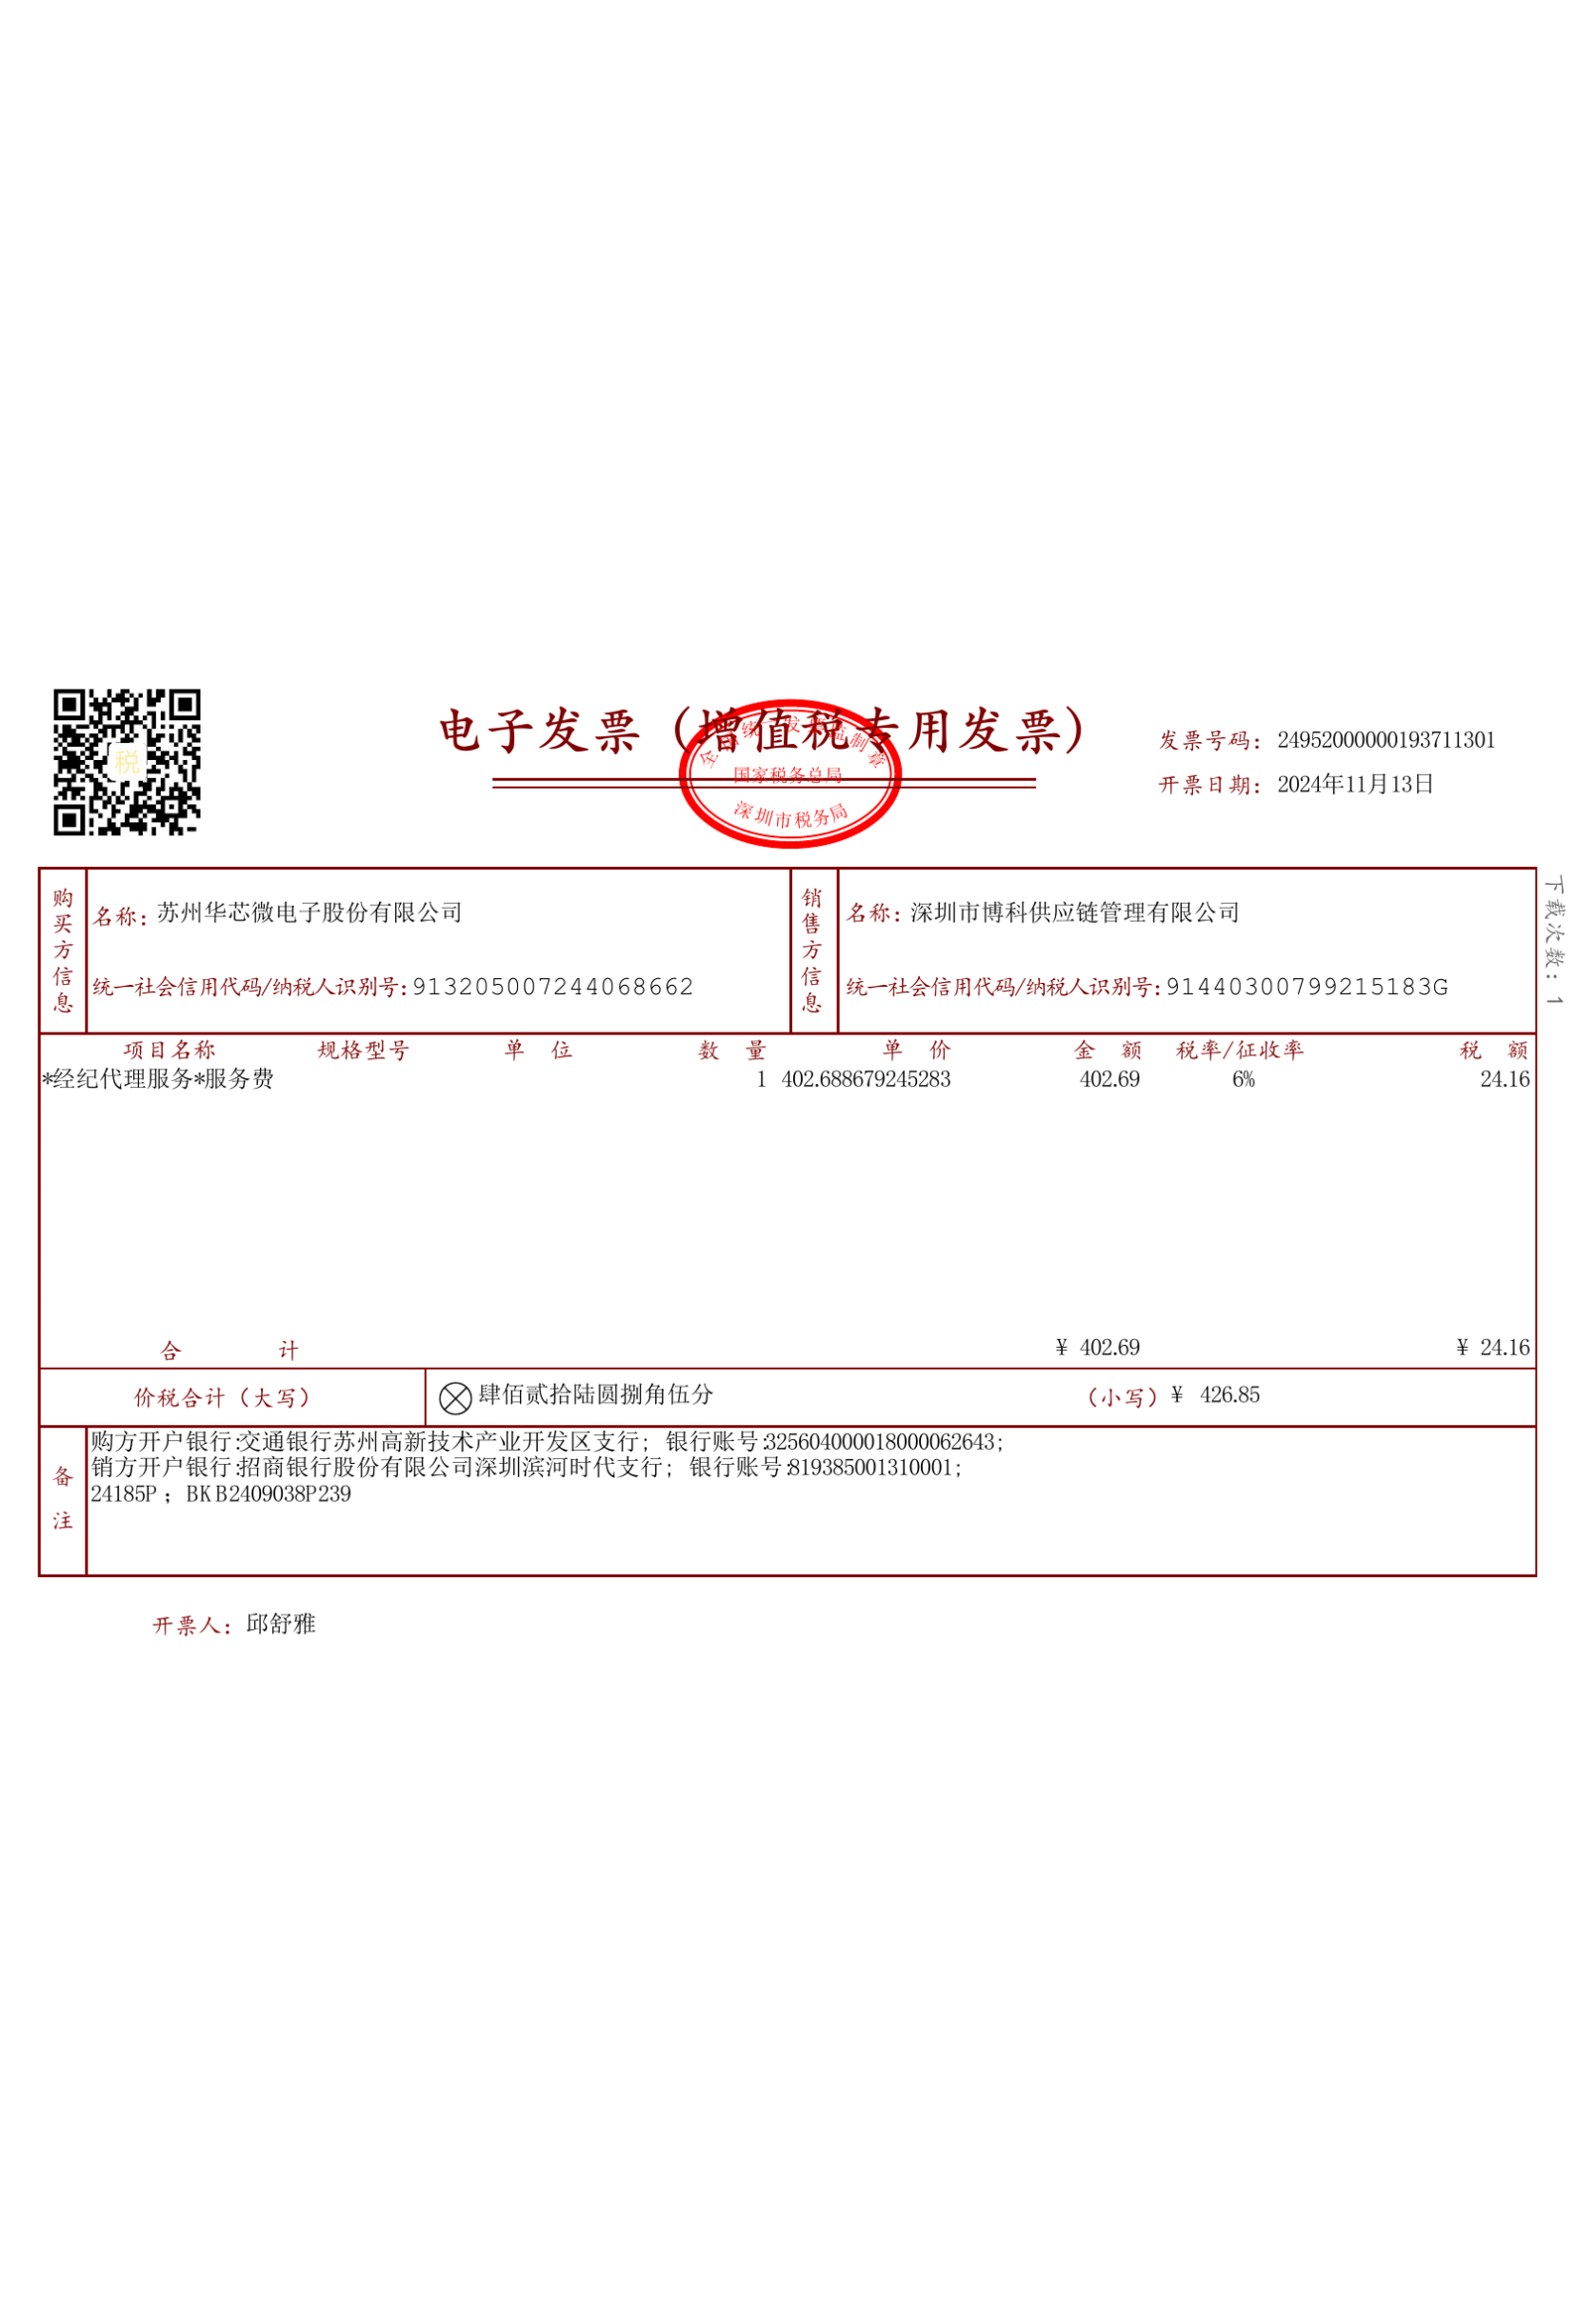 电子发票（增值税专用发票）
全国统一发票监制章
国家税务总局
深圳市税务局
税
发票号码：24952000000193711301
开票日期：2024年11月13日
购买方信息
名称：苏州华芯微电子股份有限公司
统一社会信用代码/纳税人识别号：913205007244068662
销售方信息
名称：深圳市博科供应链管理有限公司
统一社会信用代码/纳税人识别号：91440300799215183G
下载次数：1
项目名称 规格型号 单 位 数 量 单 价 金 额 税率/征收率 税 额
*经纪代理服务*服务费 1 402.688679245283 402.69 6% 24.16
合 计 ¥ 402.69 ¥ 24.16
价税合计（大写） 肆佰贰拾陆圆捌角伍分 （小写）¥ 426.85
备注
购方开户银行:交通银行苏州高新技术产业开发区支行； 银行账号:325604000018000062643；
销方开户银行:招商银行股份有限公司深圳滨河时代支行； 银行账号:819385001310001；
24185P ；BKB2409038P239
开票人：邱舒雅